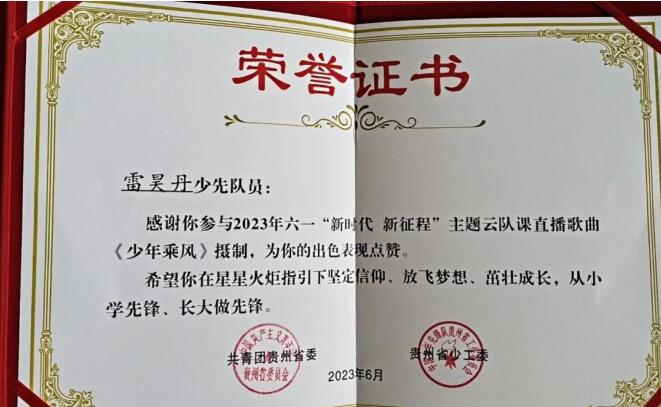 荣誉证书
雷昊丹少先队员：
感谢你参与2023年六一“新时代 新征程”主题云队课直播歌曲
《少年乘风》摄制，为你的出色表现点赞。
希望你在星星火炬指引下坚定信仰、放飞梦想、茁壮成长，从小
学先锋、长大做先锋。
共青团贵州省委
贵州省少工委
2023年6月